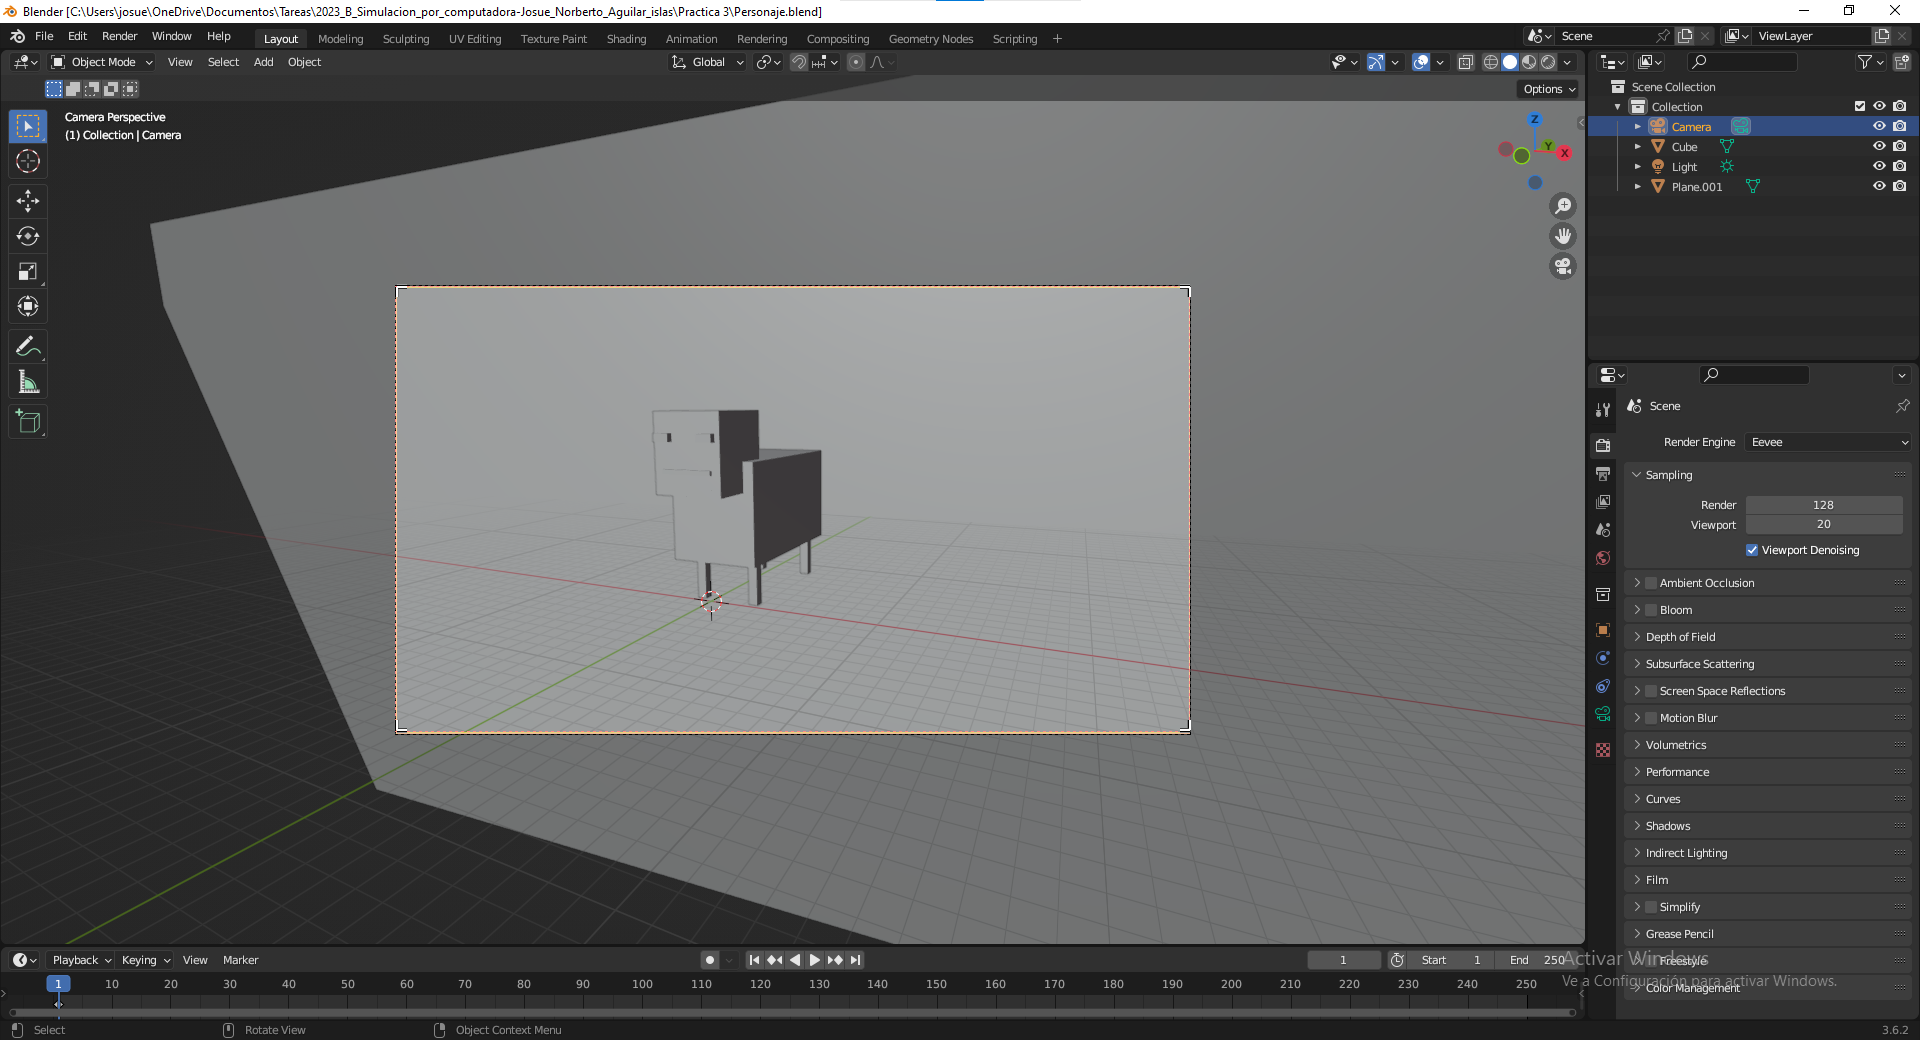 Blender [C:\Users\josue\OneDrive\Documentos\Tareas\2023_B_Simulacion_por_computadora-Josue_Norberto_Aguilar_islas\Practica 3\Personaje.blend]
File Edit Render Window Help Layout Modeling Sculpting UV Editing Texture Paint Shading Animation Rendering Compositing Geometry Nodes Scripting + Scene ViewLayer
Object Mode View Select Add Object Global
Options
Camera Perspective
(1) Collection | Camera
Z
Y
X
Scene Collection
Collection
Camera
Cube
Light
Plane.001
Scene
Render Engine Eevee
Sampling
Render 128
Viewport 20
Viewport Denoising
Ambient Occlusion
Bloom
Depth of Field
Subsurface Scattering
Screen Space Reflections
Motion Blur
Volumetrics
Performance
Curves
Shadows
Indirect Lighting
Film
Simplify
Grease Pencil
Freestyle
Color Management
Activar Windows
Ve a Configuración para activar Windows.
Playback Keying View Marker 1 Start 1 End 250
1 10 20 30 40 50 60 70 80 90 100 110 120 130 140 150 160 170 180 190 200 210 220 230 240 250
Select Rotate View Object Context Menu 3.6.2